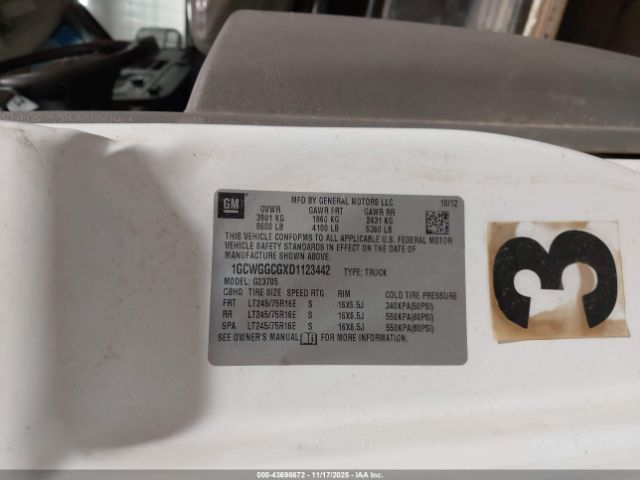 GM
MFD BY GENERAL MOTORS LLC 10/12
GVWR GAWR FRT GAWR RR
3901 KG 1860 KG 2431 KG
8600 LB 4100 LB 5360 LB
THIS VEHICLE CONFORMS TO ALL APPLICABLE U.S. FEDERAL MOTOR
VEHICLE SAFETY STANDARDS IN EFFECT ON THE DATE OF
MANUFACTURE SHOWN ABOVE.
1GCWGGCGXD1123442 TYPE: TRUCK
MODEL: G23705
GBHQ TIRE SIZE SPEED RTG RIM COLD TIRE PRESSURE
FRT LT245/75R16E S 16X6.5J 340KPA(50PSI)
RR LT245/75R16E S 16X6.5J 550KPA(80PSI)
SPA LT245/75R16E S 16X6.5J 550KPA(80PSI)
SEE OWNER'S MANUAL FOR MORE INFORMATION.
3
000-43698672 - 11/17/2025 - IAA Inc.